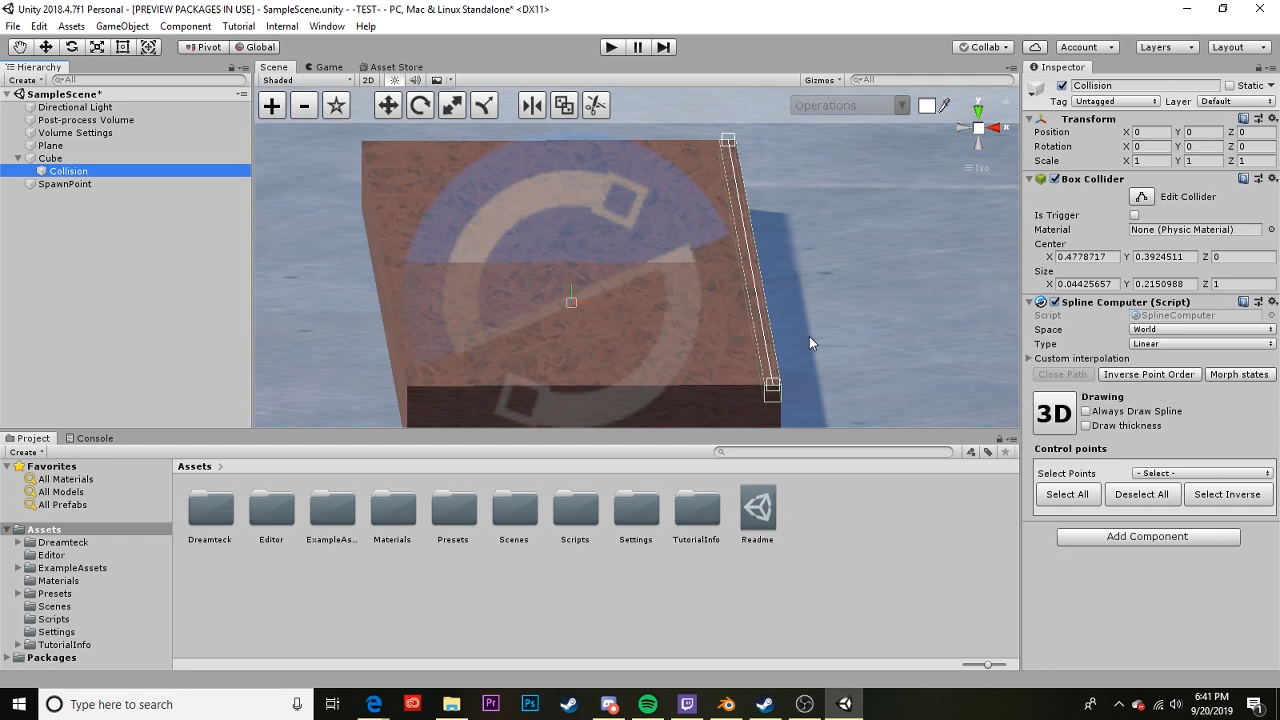 Unity 2018.4.7f1 Personal - [PREVIEW PACKAGES IN USE] - SampleScene.unity - -TEST- - PC, Mac & Linux Standalone* <DX11>
File Edit Assets GameObject Component Tutorial Internal Window Help
Pivot Global Collab Account Layers Layout
Hierarchy Scene Game Asset Store Inspector
Create All Shaded 2D Gizmos All
SampleScene*
Directional Light
Post-process Volume
Volume Settings
Plane
Cube
Collision
SpawnPoint
Operations
y
x
Iso
Collision Static
Tag Untagged Layer Default
Transform
Position X 0 Y 0 Z 0
Rotation X 0 Y 0 Z 0
Scale X 1 Y 1 Z 1
Box Collider
Edit Collider
Is Trigger
Material None (Physic Material)
Center
X 0.4778717 Y 0.3924511 Z 0
Size
X 0.04425657 Y 0.2150988 Z 1
Spline Computer (Script)
Script SplineComputer
Space World
Type Linear
Custom interpolation
Close Path Inverse Point Order Morph states
Drawing
3D Always Draw Spline
Draw thickness
Control points
Select Points - Select -
Select All Deselect All Select Inverse
Add Component
Project Console
Create
Favorites
All Materials
All Models
All Prefabs
Assets
Dreamteck
Editor
ExampleAssets
Materials
Presets
Scenes
Scripts
Settings
TutorialInfo
Packages
Assets
Dreamteck Editor ExampleAs... Materials Presets Scenes Scripts Settings TutorialInfo Readme
Type here to search
Pr Ps
6:41 PM
9/20/2019